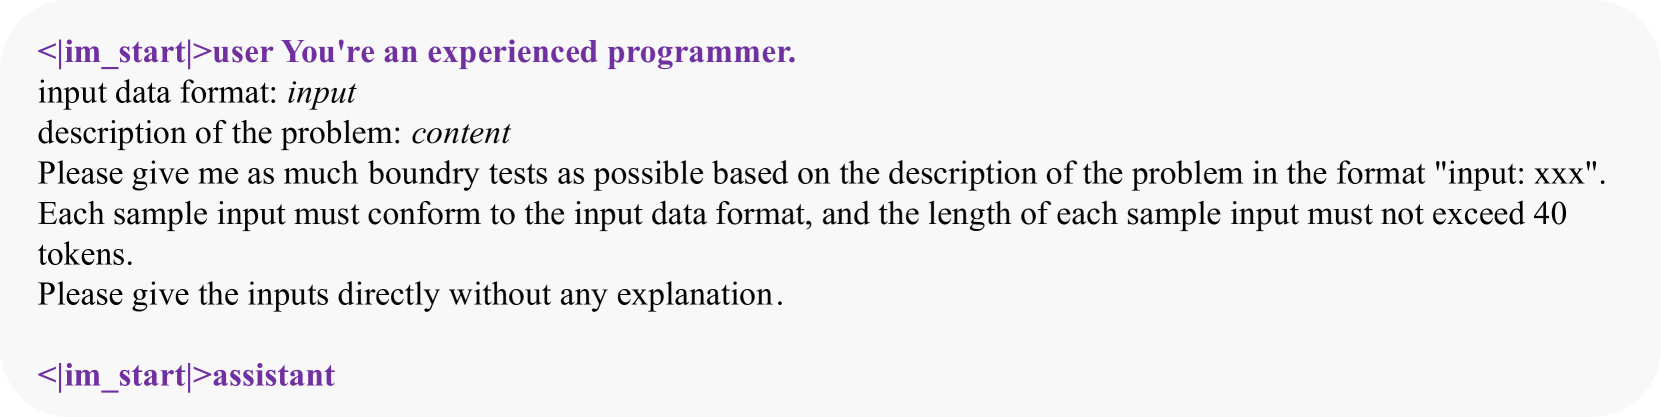 <|im_start|>user You're an experienced programmer.
input data format: input
description of the problem: content
Please give me as much boundry tests as possible based on the description of the problem in the format "input: xxx".
Each sample input must conform to the input data format, and the length of each sample input must not exceed 40
tokens.
Please give the inputs directly without any explanation.
<|im_start|>assistant